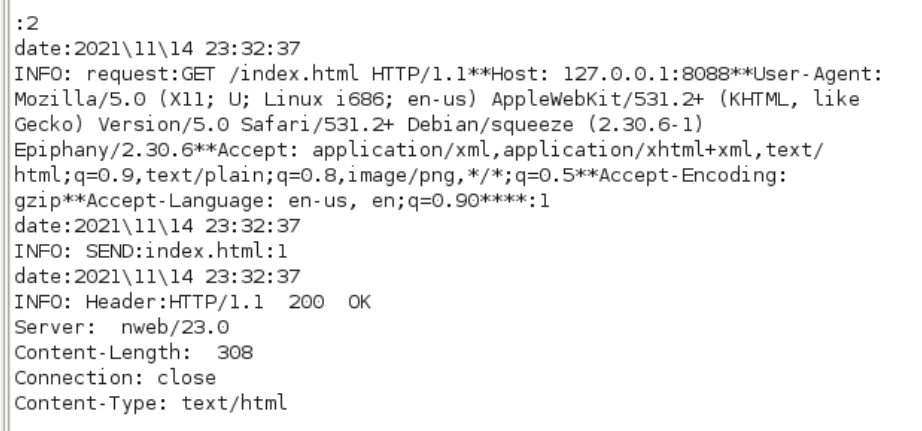 :2
date:2021\11\14 23:32:37
INFO: request:GET /index.html HTTP/1.1**Host: 127.0.0.1:8088**User-Agent:
Mozilla/5.0 (X11; U; Linux i686; en-us) AppleWebKit/531.2+ (KHTML, like
Gecko) Version/5.0 Safari/531.2+ Debian/squeeze (2.30.6-1)
Epiphany/2.30.6**Accept: application/xml,application/xhtml+xml,text/
html;q=0.9,text/plain;q=0.8,image/png,*/*;q=0.5**Accept-Encoding:
gzip**Accept-Language: en-us, en;q=0.90****:1
date:2021\11\14 23:32:37
INFO: SEND:index.html:1
date:2021\11\14 23:32:37
INFO: Header:HTTP/1.1  200  OK
Server:  nweb/23.0
Content-Length:  308
Connection: close
Content-Type: text/html